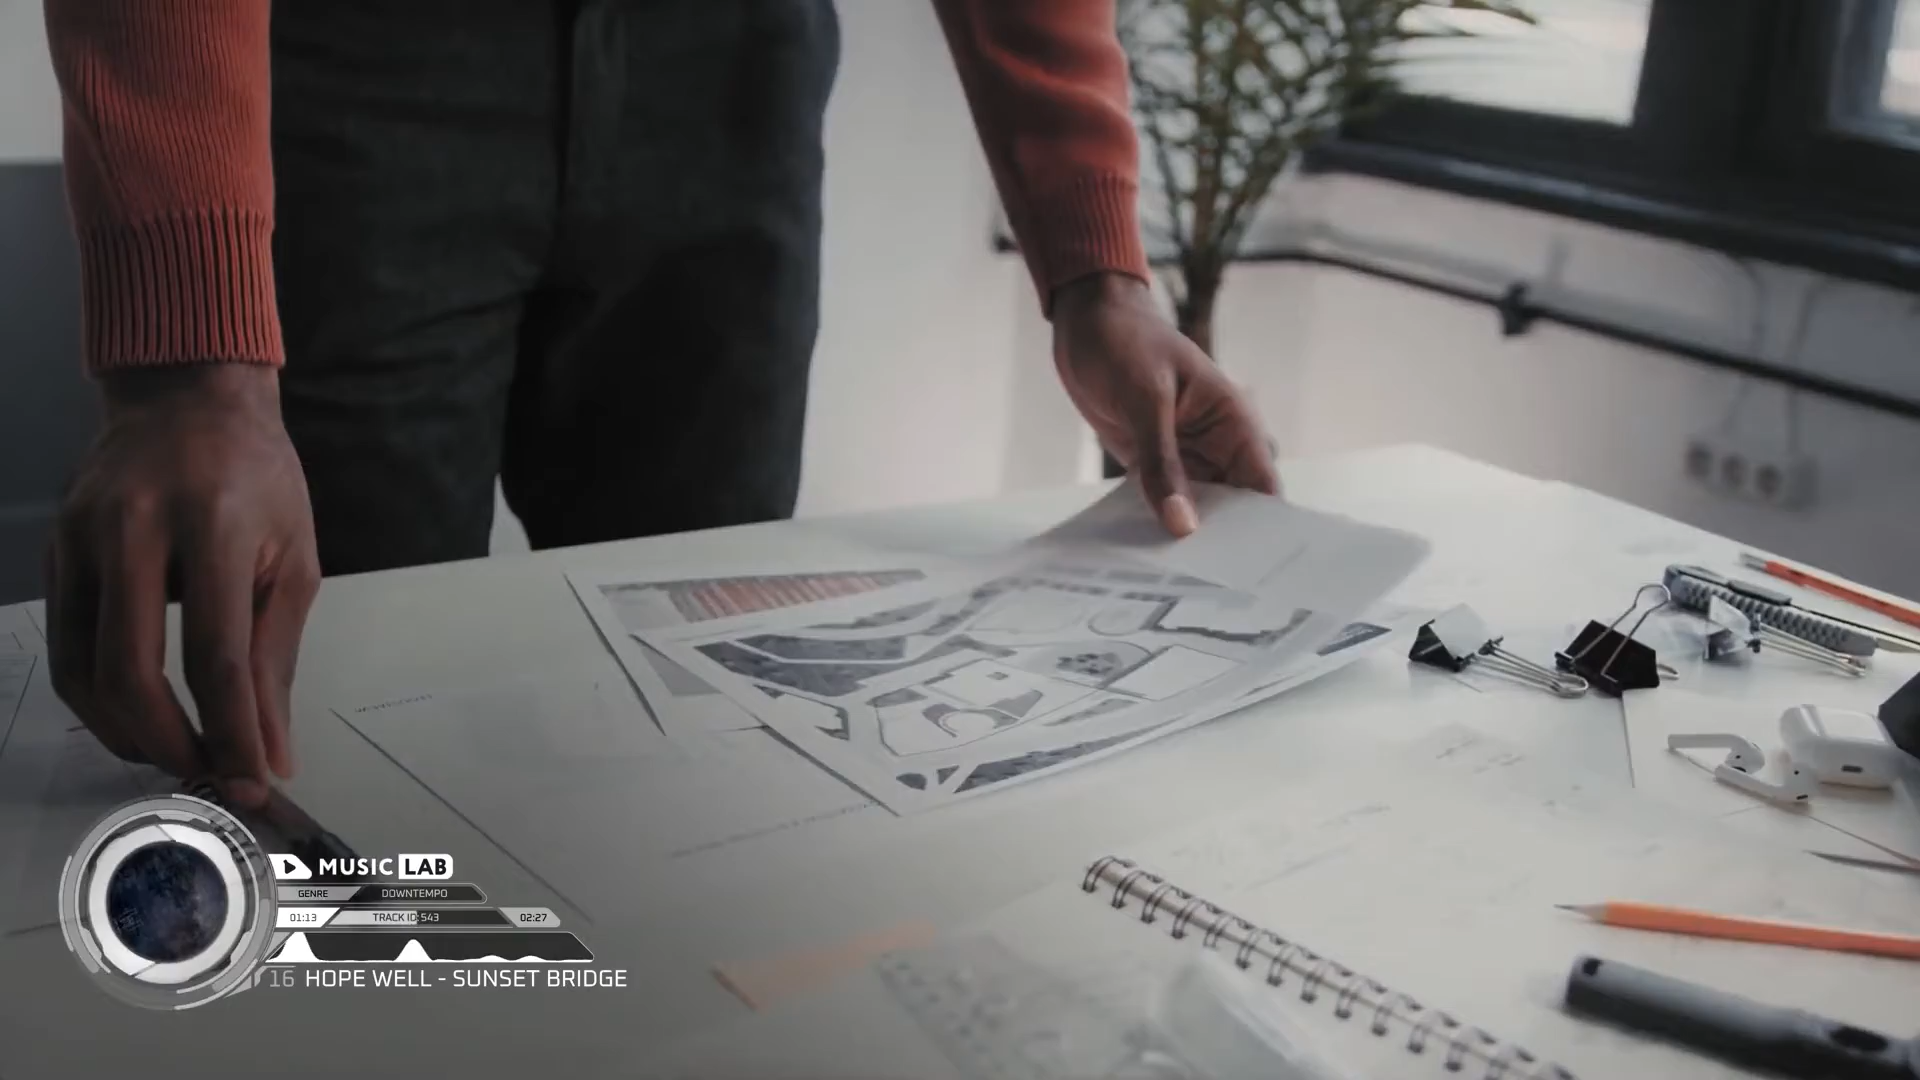 MUSIC LAB
GENRE DOWNTEMPO
01:13 TRACK ID:543 02:27
16 HOPE WELL - SUNSET BRIDGE